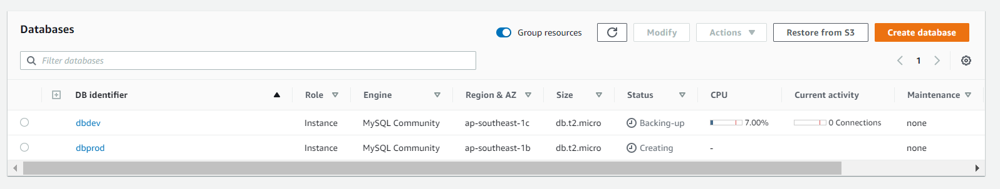 Databases
Group resources Modify Actions Restore from S3 Create database
Filter databases
1
DB identifier Role Engine Region & AZ Size Status CPU Current activity Maintenance
dbdev Instance MySQL Community ap-southeast-1c db.t2.micro Backing-up 7.00% 0 Connections none
dbprod Instance MySQL Community ap-southeast-1b db.t2.micro Creating - none